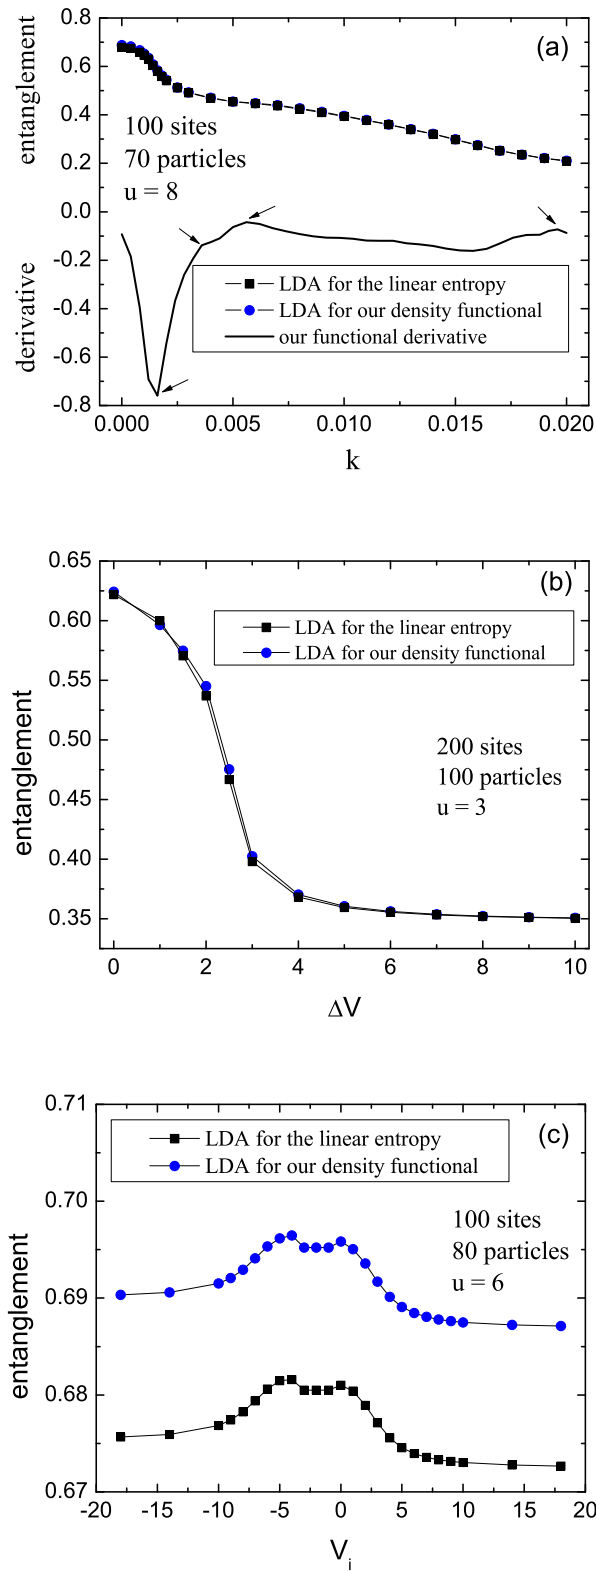 0.8
(a)
0.6
entanglement
0.4
100 sites
70 particles
u = 8
0.2
0.0
-0.2
LDA for the linear entropy
LDA for our density functional
our functional derivative
derivative
-0.4
-0.6
-0.8
0.000 0.005 0.010 0.015 0.020
k
0.65
(b)
0.60
LDA for the linear entropy
LDA for our density functional
0.55
entanglement
0.50
200 sites
100 particles
u = 3
0.45
0.40
0.35
0 2 4 6 8 10
ΔV
0.71
(c)
LDA for the linear entropy
LDA for our density functional
0.70
100 sites
80 particles
u = 6
entanglement
0.69
0.68
0.67
-20 -15 -10 -5 0 5 10 15 20
Vi